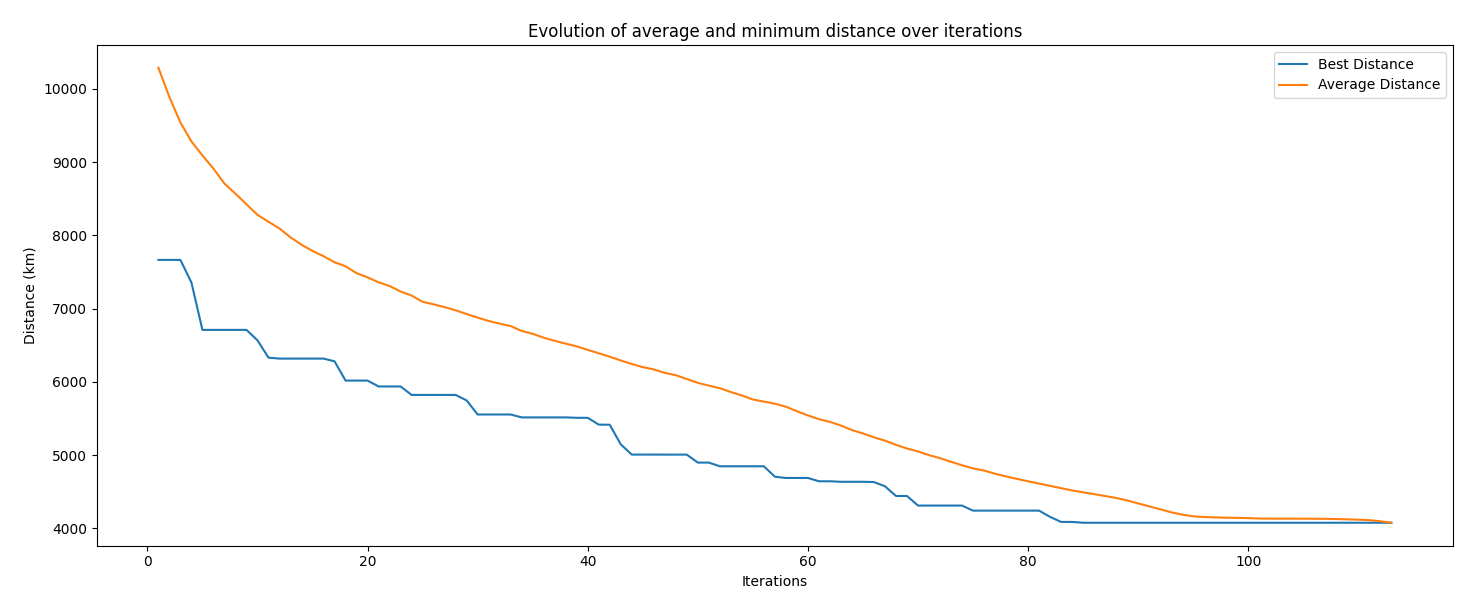 Evolution of average and minimum distance over iterations
Best Distance
Average Distance
10000
9000
8000
7000
6000
5000
4000
Distance (km)
0 20 40 60 80 100
Iterations